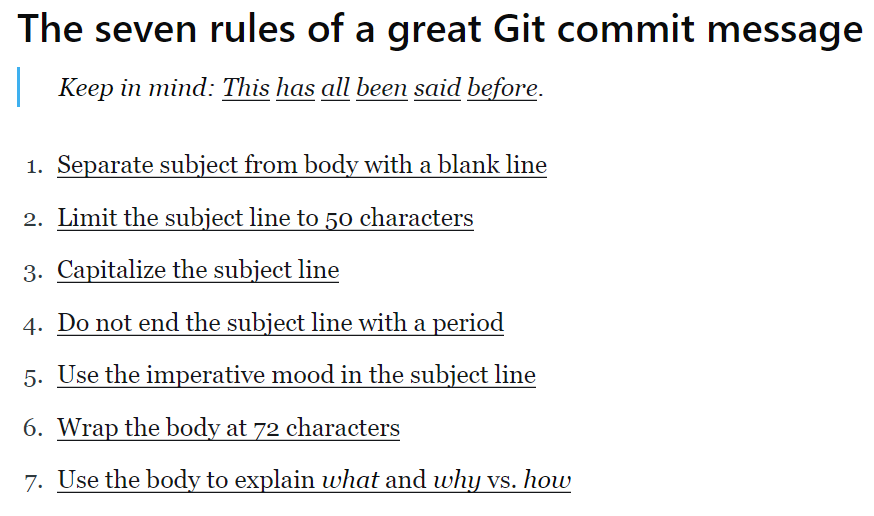 The seven rules of a great Git commit message
Keep in mind: This has all been said before.
1. Separate subject from body with a blank line
2. Limit the subject line to 50 characters
3. Capitalize the subject line
4. Do not end the subject line with a period
5. Use the imperative mood in the subject line
6. Wrap the body at 72 characters
7. Use the body to explain what and why vs. how